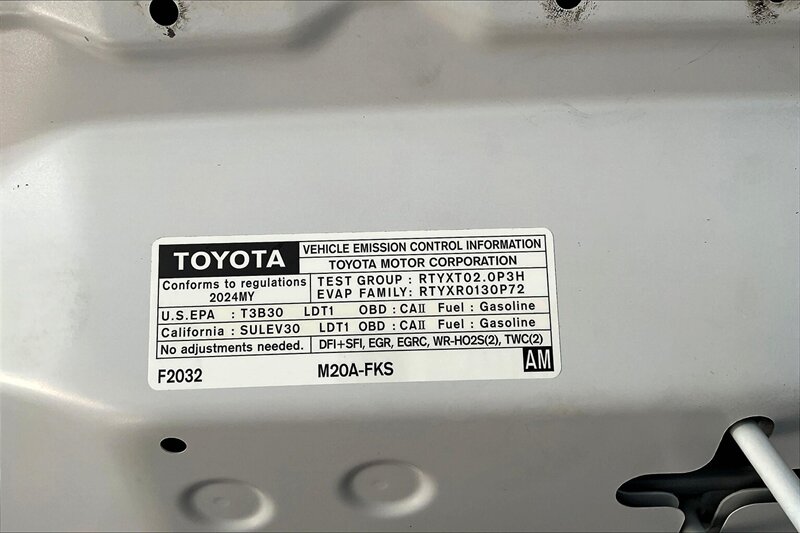 TOYOTA
VEHICLE EMISSION CONTROL INFORMATION
TOYOTA MOTOR CORPORATION
Conforms to regulations
2024MY
TEST GROUP : RTYXT02.0P3H
EVAP FAMILY: RTYXR0130P72
U.S.EPA : T3B30 LDT1 OBD : CAII Fuel : Gasoline
California : SULEV30 LDT1 OBD : CAII Fuel : Gasoline
No adjustments needed. DFI+SFI, EGR, EGRC, WR-HO2S(2), TWC(2)
F2032 M20A-FKS AM